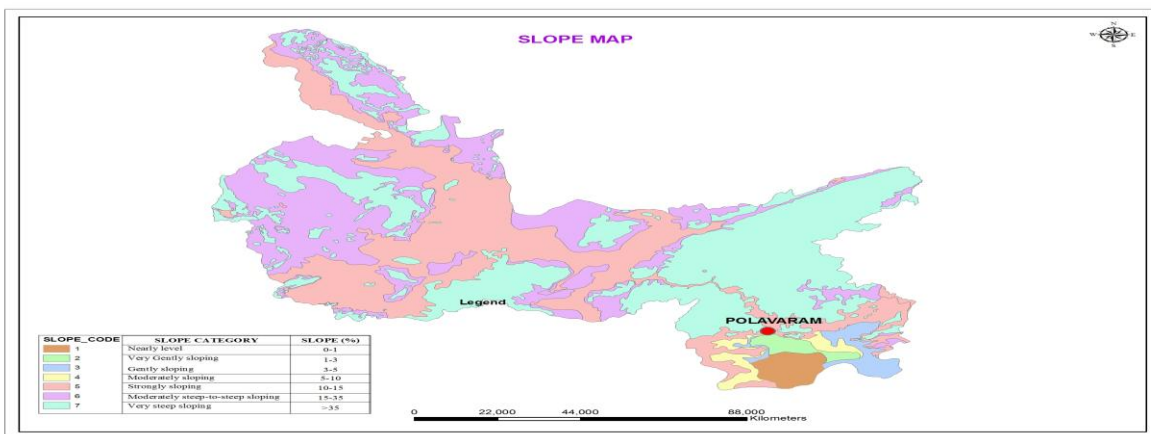 SLOPE MAP
N
W E
S
Legend
POLAVARAM
SLOPE_CODE SLOPE CATEGORY SLOPE (%)
1 Nearly level 0-1
2 Very Gently sloping 1-3
3 Gently sloping 3-5
4 Moderately sloping 5-10
5 Strongly sloping 10-15
6 Moderately steep-to-steep sloping 15-35
7 Very steep sloping >35
0 22,000 44,000 88,000
Kilometers